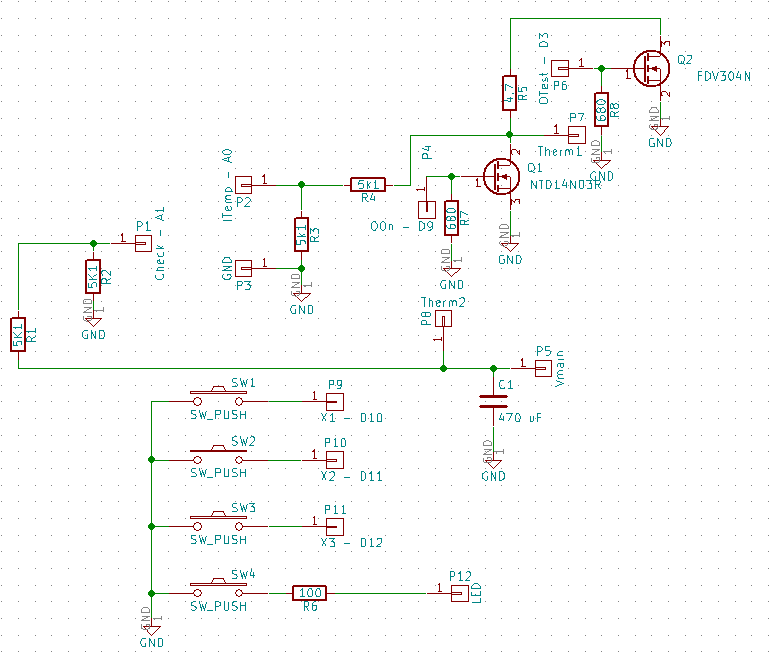 OTest - D3
1
P6
680
R8
GND
1
GND
3
1
2
Q2
FDV304N
GND
1
GND
4.7
R5
1
P7
Therm1
P4
1
OOn - D9
680
R7
GND
1
GND
2
1
3
Q1
NTD14N03R
GND
1
GND
ITemp - A0
1
P2
5k1
R4
5k1
R3
GND
1
P3
GND
1
GND
P1
1
Check - A1
5K1
R2
GND
1
GND
5K1
R1
Therm2
P8
1
P5
1
Vmain
C1
470 uF
GND
1
GND
SW1
SW_PUSH
P9
1
X1 - D10
SW2
SW_PUSH
P10
1
X2 - D11
SW3
SW_PUSH
P11
1
X3 - D12
SW4
SW_PUSH
100
R6
P12
1
LED
GND
1
GND